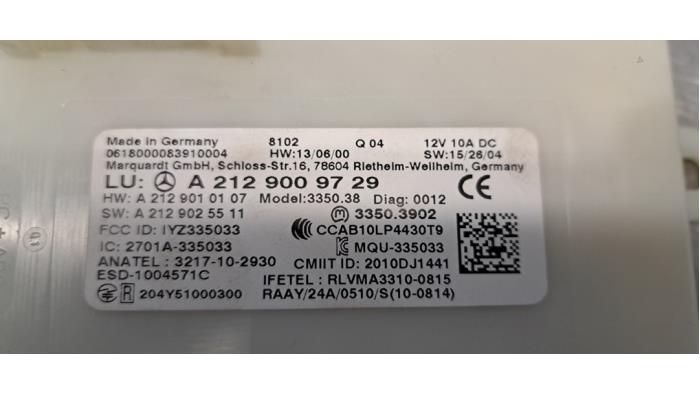 Made in Germany 8102 Q 04 12V 10A DC
0618000083910004 HW:13/06/00 SW:15/26/04
Marquardt GmbH, Schloss-Str.16, 78604 Rietheim-Weilheim, Germany
LU: A 212 900 97 29
HW: A 212 901 01 07 Model:3350.38 Diag: 0012
SW: A 212 902 55 11 m 3350.3902
FCC ID: IYZ335033 CCAB10LP4430T9
IC: 2701A-335033 MQU-335033
ANATEL : 3217-10-2930 CMIIT ID: 2010DJ1441
ESD-1004571C IFETEL : RLVMA3310-0815
R 204Y51000300 RAAY/24A/0510/S(10-0814)
CE